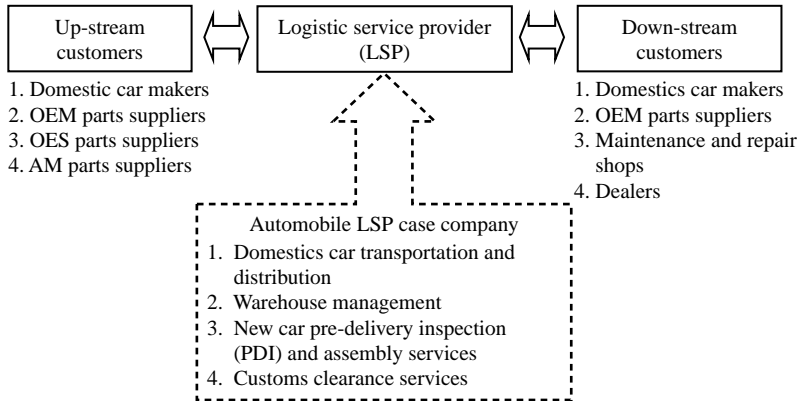 Up-stream
customers
1. Domestic car makers
2. OEM parts suppliers
3. OES parts suppliers
4. AM parts suppliers
Logistic service provider
(LSP)
Down-stream
customers
1. Domestics car makers
2. OEM parts suppliers
3. Maintenance and repair
shops
4. Dealers
Automobile LSP case company
1. Domestics car transportation and
distribution
2. Warehouse management
3. New car pre-delivery inspection
(PDI) and assembly services
4. Customs clearance services